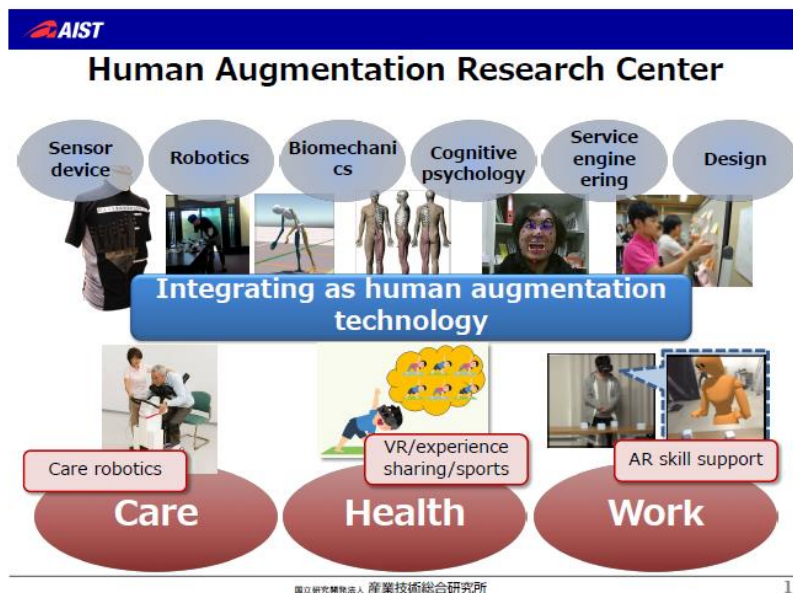 AIST
Human Augmentation Research Center
Sensor
device
Robotics
Biomechani
cs
Cognitive
psychology
Service
engine
ering
Design
Integrating as human augmentation
technology
Care robotics
VR/experience
sharing/sports
AR skill support
Care
Health
Work
国立研究開発法人 産業技術総合研究所
1